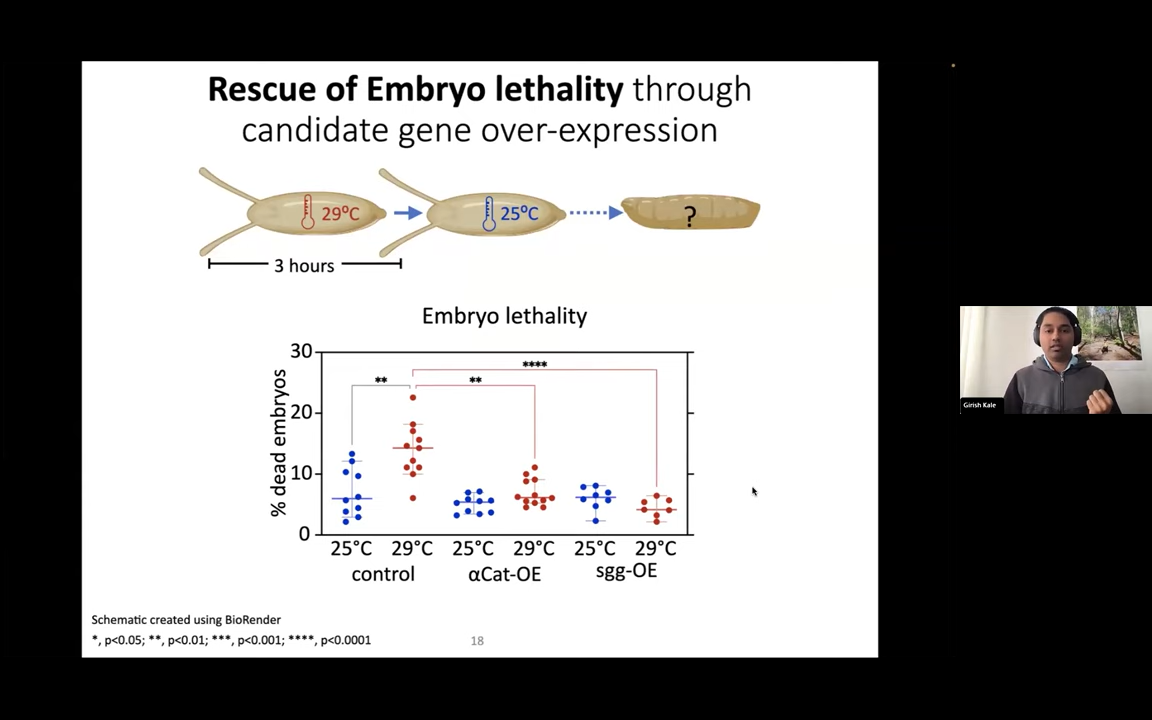 Rescue of Embryo lethality through
candidate gene over-expression
29°C
25°C
?
3 hours
Embryo lethality
% dead embryos
30
20
10
0
**
**
****
25°C 29°C 25°C 29°C 25°C 29°C
control αCat-OE sgg-OE
Schematic created using BioRender
*, p<0.05; **, p<0.01; ***, p<0.001; ****, p<0.0001
18
Girish Kale